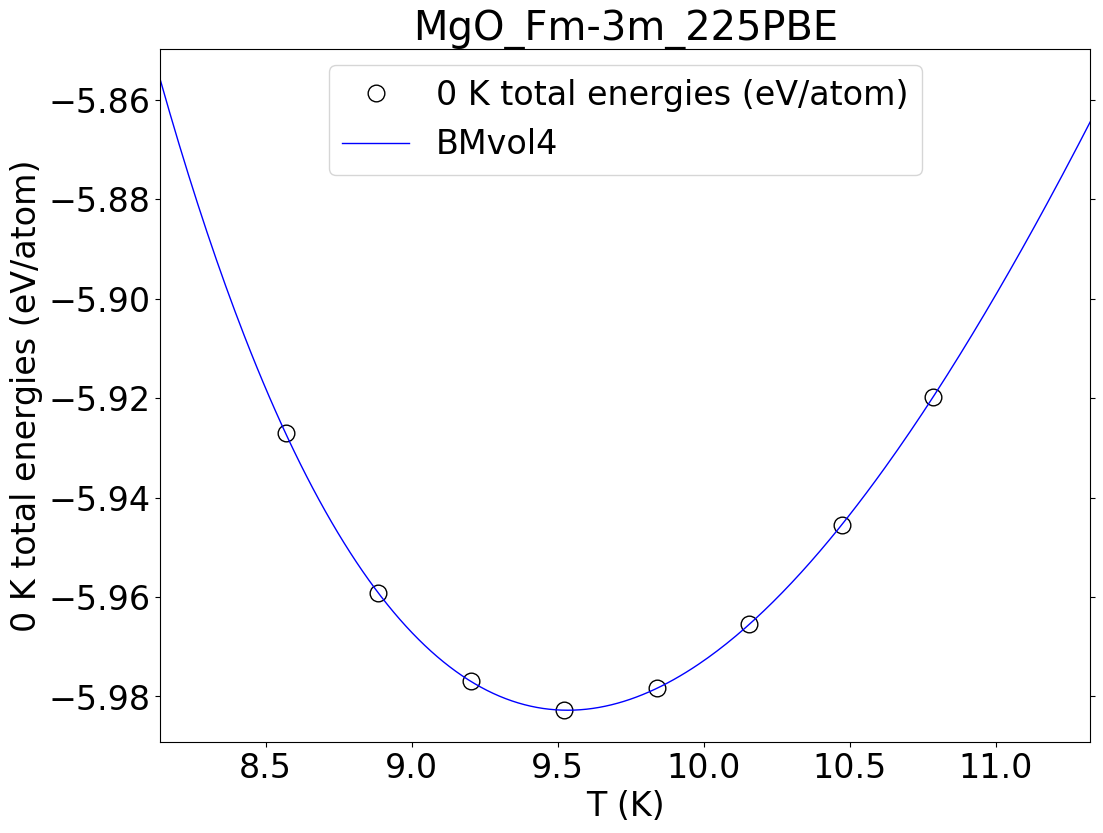 MgO_Fm-3m_225PBE
0 K total energies (eV/atom)
BMvol4
0 K total energies (eV/atom)
−5.86
−5.88
−5.90
−5.92
−5.94
−5.96
−5.98
8.5
9.0
9.5
10.0
10.5
11.0
T (K)